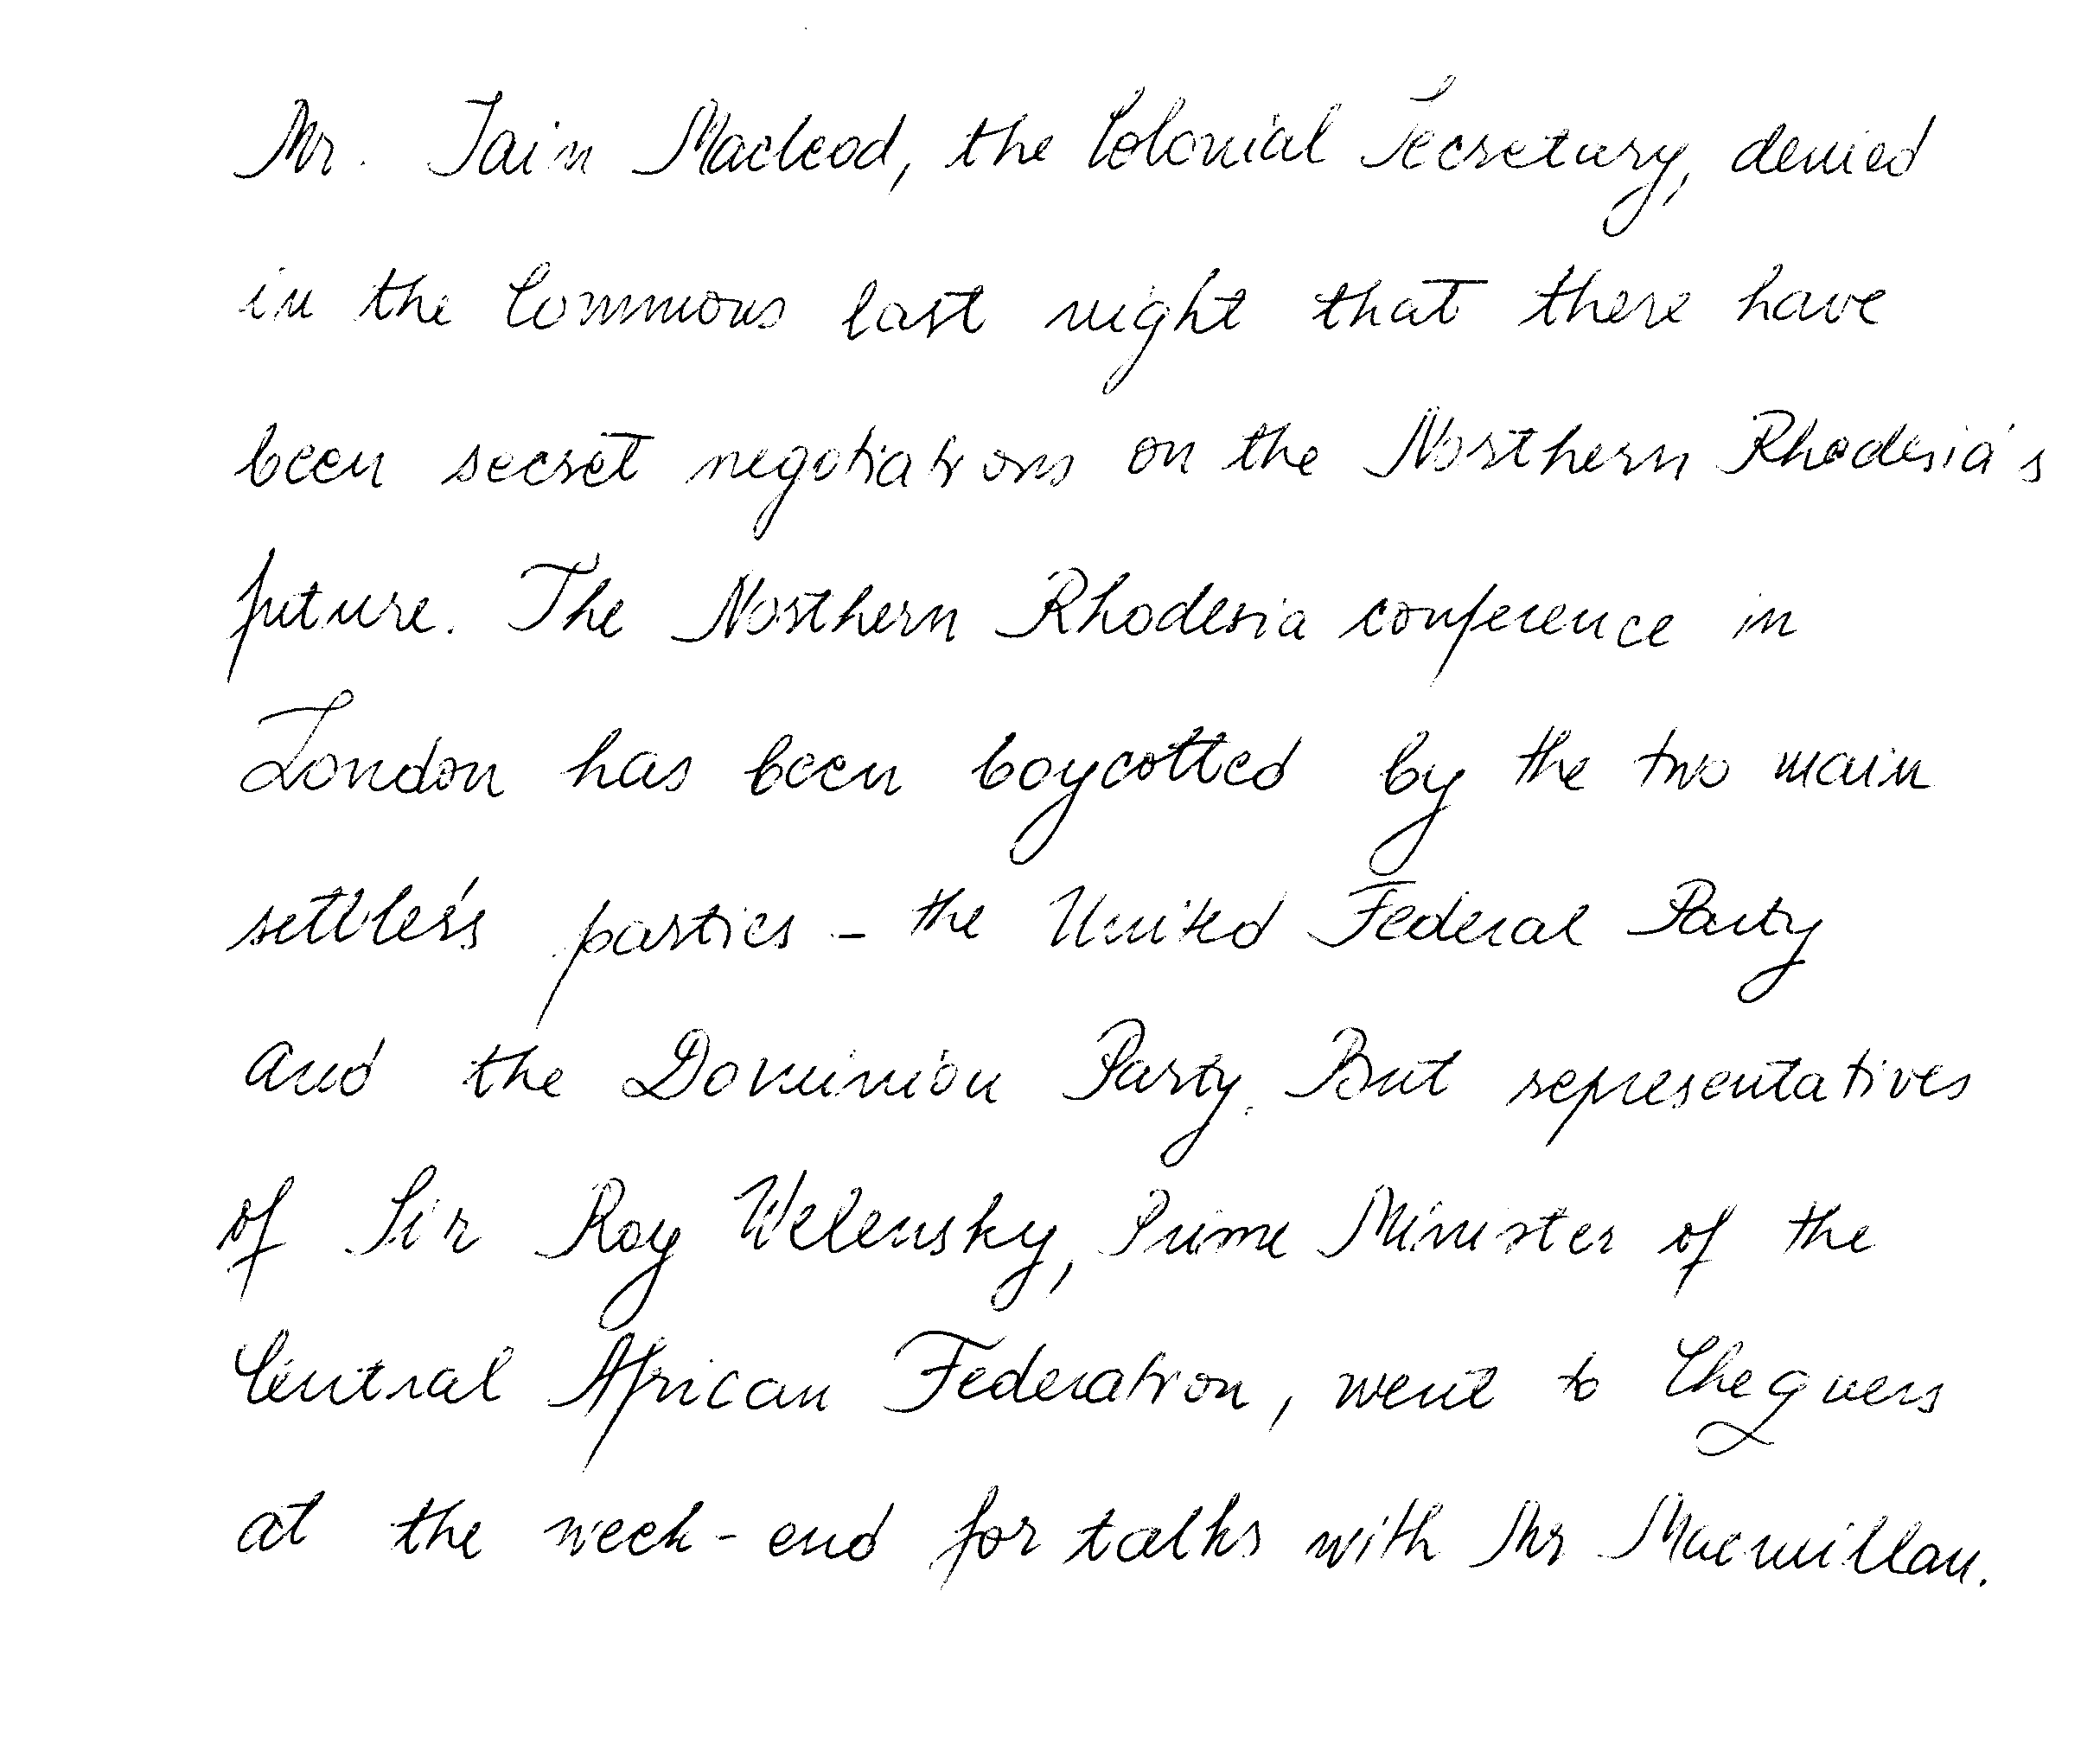 Mr. Iain Macleod, the Colonial Secretary, denied
in the Commons last night that there have
been secret negotiations on the Northern Rhodesia's
future. The Northern Rhodesia conference in
London has been boycotted by the two main
settler's parties - the United Federal Party
and the Dominion Party. But representatives
of Sir Roy Welensky, Prime Minister of the
Central African Federation, went to Chequers
at the week-end for talks with Mr Macmillan.